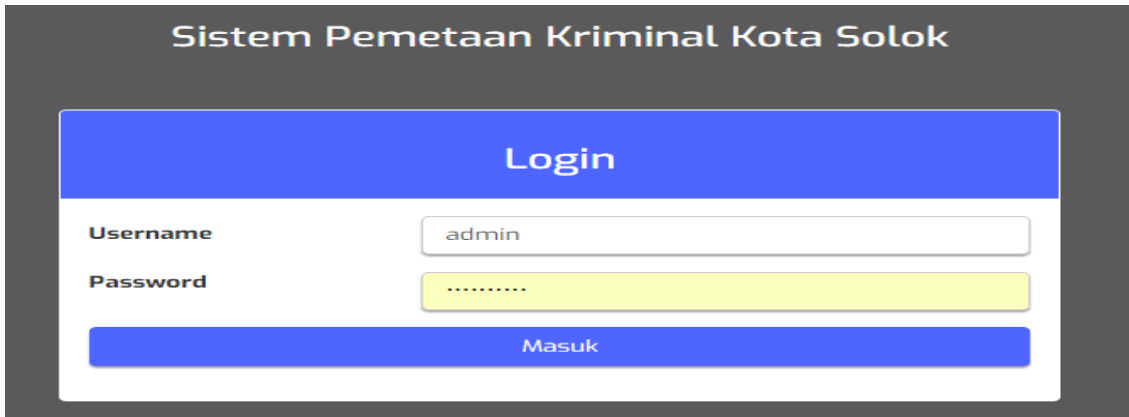 Sistem Pemetaan Kriminal Kota Solok
Login
Username admin
Password ··········
Masuk